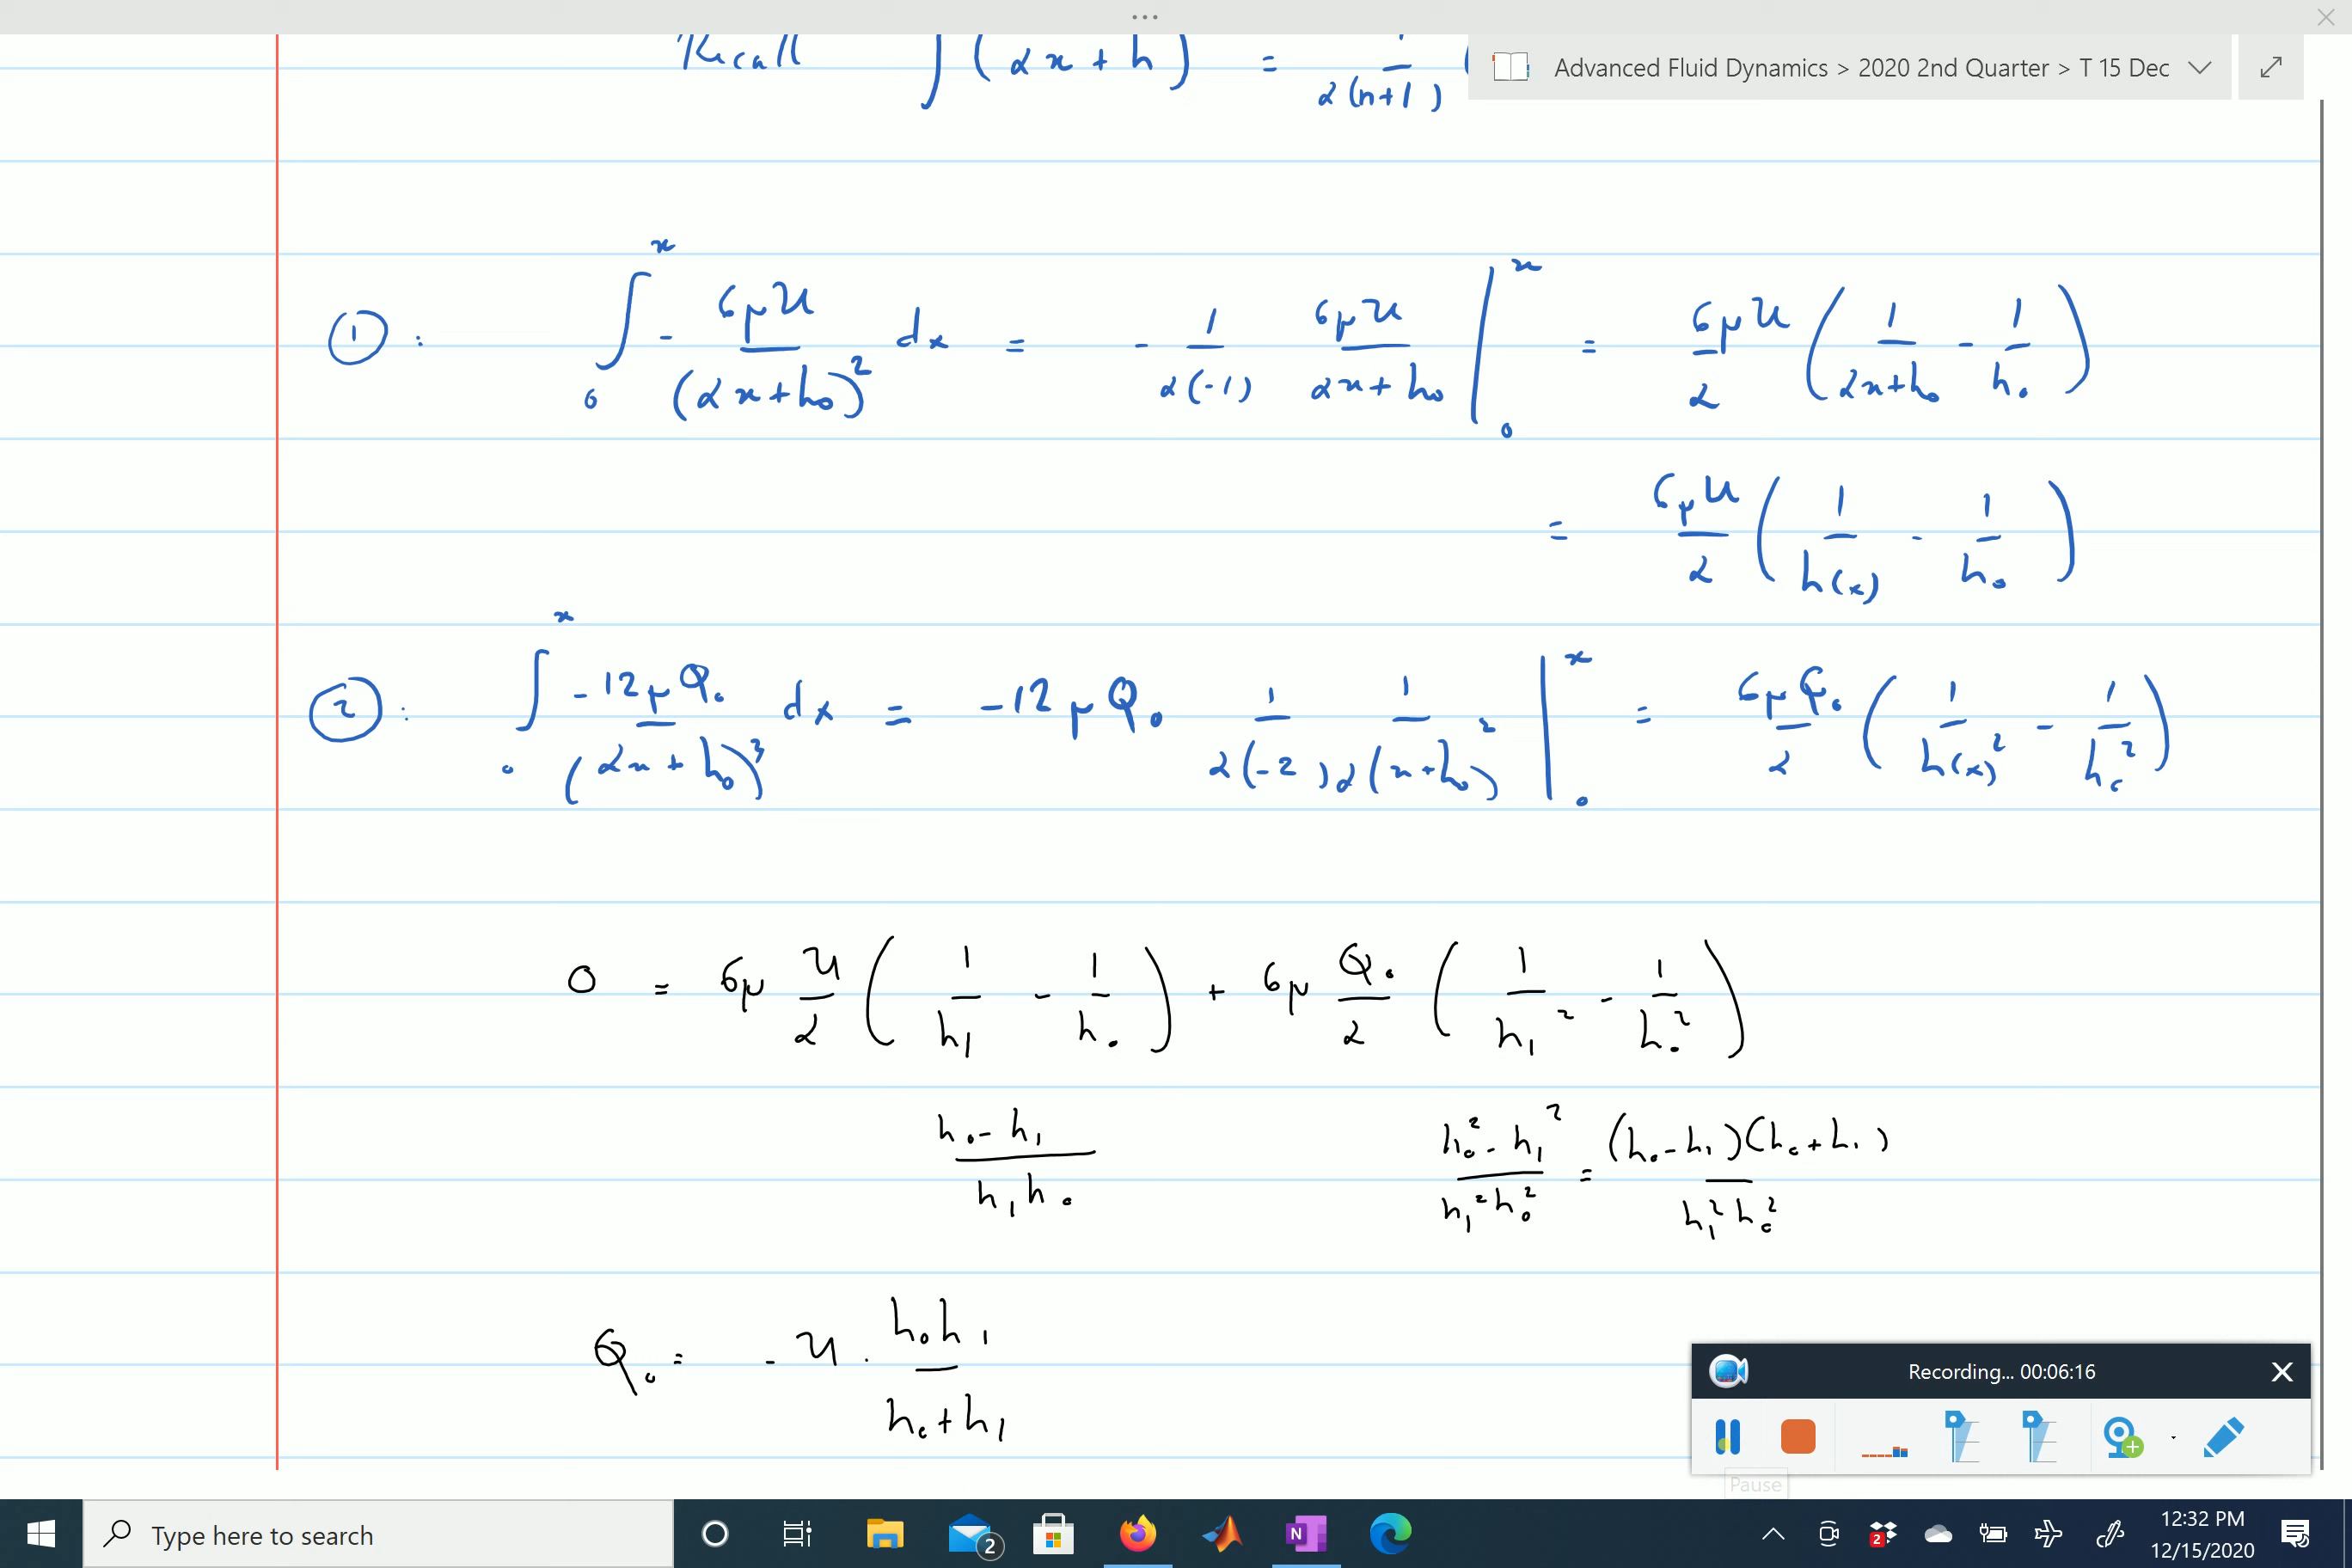 Recall ∫ (αx + h) = 1 / α(n+1) (
Advanced Fluid Dynamics > 2020 2nd Quarter > T 15 Dec
① : ∫₀ˣ - 6μU / (αx + h₀)² dx = - 1 / α(-1) 6μU / αx + h₀ |₀ˣ = 6μU / α ( 1 / αx + h₀ - 1 / h₀ )
= 6μU / α ( 1 / h(x) - 1 / h₀ )
② : ∫₀ˣ -12μQ₀ / (αx + h₀)³ dx = -12μQ₀ 1 / α(-2) 1 / α(x + h₀)² |₀ˣ = 6μQ₀ / α ( 1 / h(x)² - 1 / h₀² )
0 = 6μ U / α ( 1 / h₁ - 1 / h₀ ) + 6μ Q₀ / α ( 1 / h₁² - 1 / h₀² )
h₀ - h₁ / h₁h₀ h₀² - h₁² / h₁²h₀² = (h₀ - h₁)(h₀ + h₁) / h₁²h₀²
Q₀ = - U · h₀h₁ / h₀ + h₁
Recording... 00:06:16
Pause
Type here to search
2
N
2
12:32 PM
12/15/2020